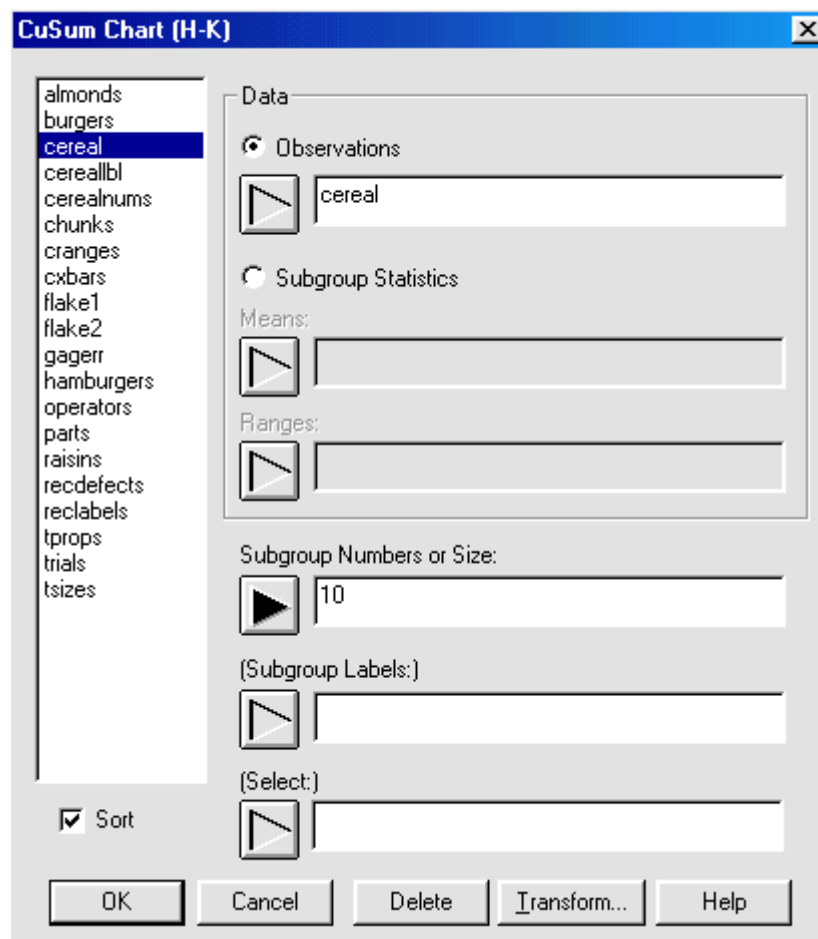 CuSum Chart (H-K)
almonds
burgers
cereal
cereallbl
cerealnums
chunks
cranges
cxbars
flake1
flake2
gagerr
hamburgers
operators
parts
raisins
recdefects
reclabels
tprops
trials
tsizes
Sort
Data
Observations
cereal
Subgroup Statistics
Means:
Ranges:
Subgroup Numbers or Size:
10
(Subgroup Labels:)
(Select:)
OK Cancel Delete Transform... Help